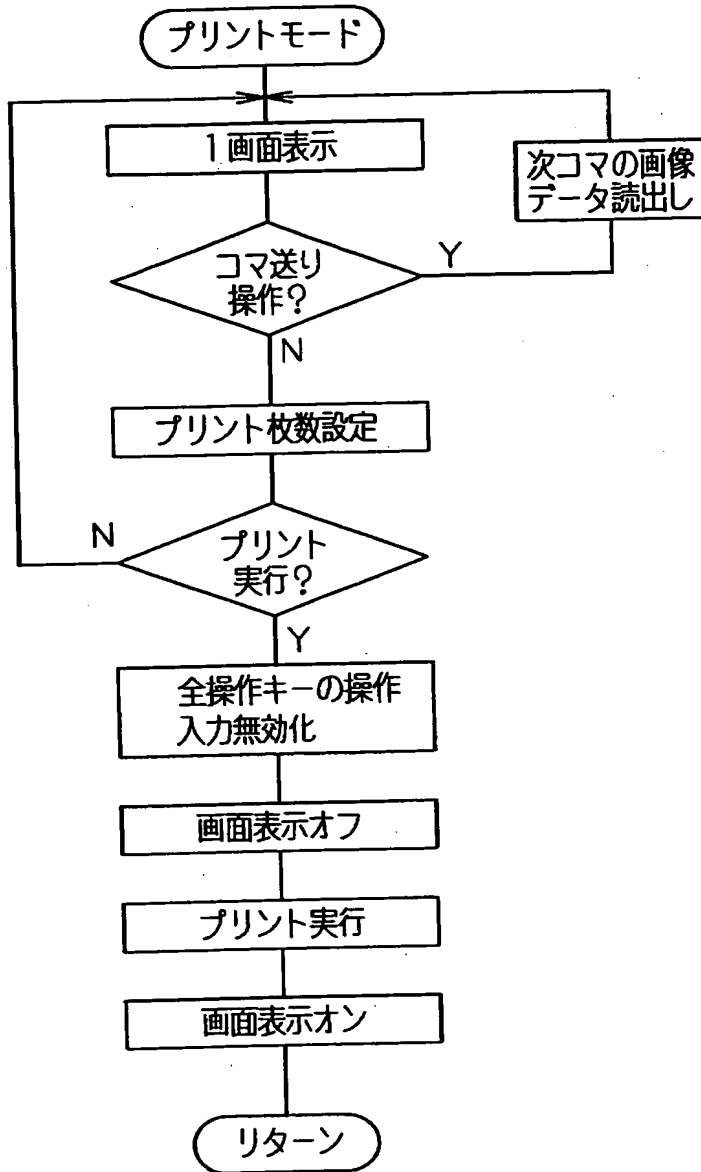 プリントモード
1画面表示
次コマの画像
データ読出し
コマ送り
操作?
Y
N
プリント枚数設定
プリント
実行?
N
Y
全操作キーの操作
入力無効化
画面表示オフ
プリント実行
画面表示オン
リターン